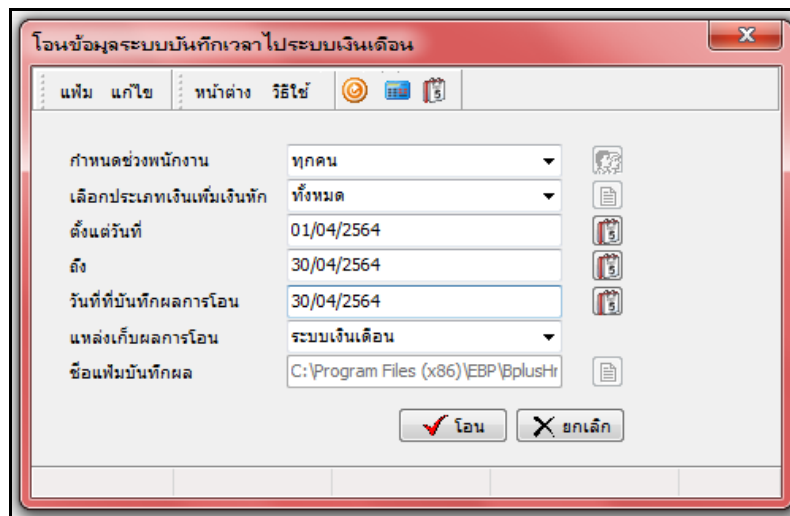 โอนข้อมูลระบบบันทึกเวลาไประบบเงินเดือน
แฟ้ม แก้ไข หน้าต่าง วิธีใช้
กำหนดช่วงพนักงาน ทุกคน
เลือกประเภทเงินเพิ่มเงินหัก ทั้งหมด
ตั้งแต่วันที่ 01/04/2564
ถึง 30/04/2564
วันที่ที่บันทึกผลการโอน 30/04/2564
แหล่งเก็บผลการโอน ระบบเงินเดือน
ชื่อแฟ้มบันทึกผล C:\Program Files (x86)\EBP\BplusHr
โอน ยกเลิก